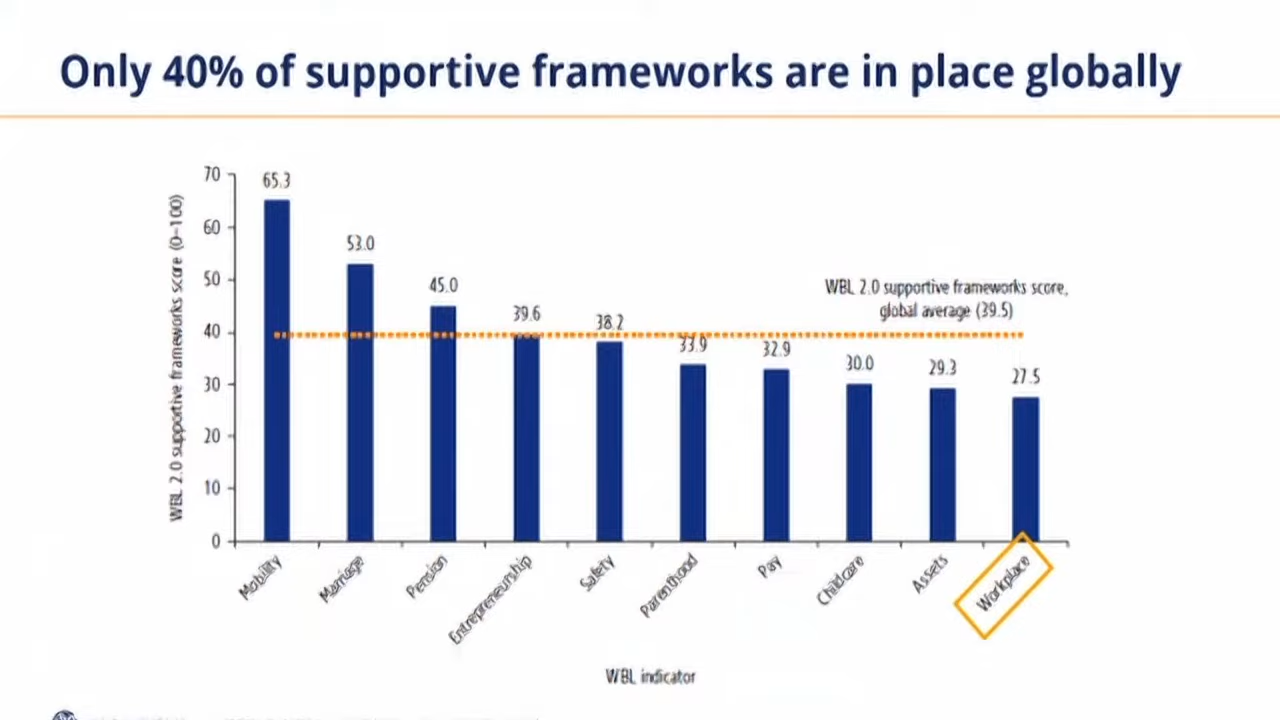 Only 40% of supportive frameworks are in place globally
WBL 2.0 supportive frameworks score (0–100)
70
60
50
40
30
20
10
0
65.3
53.0
45.0
39.6
38.2
33.9
32.9
30.0
29.3
27.5
WBL 2.0 supportive frameworks score,
global average (39.5)
Mobility
Marriage
Pension
Entrepreneurship
Safety
Parenthood
Pay
Childcare
Assets
Workplace
WBL indicator